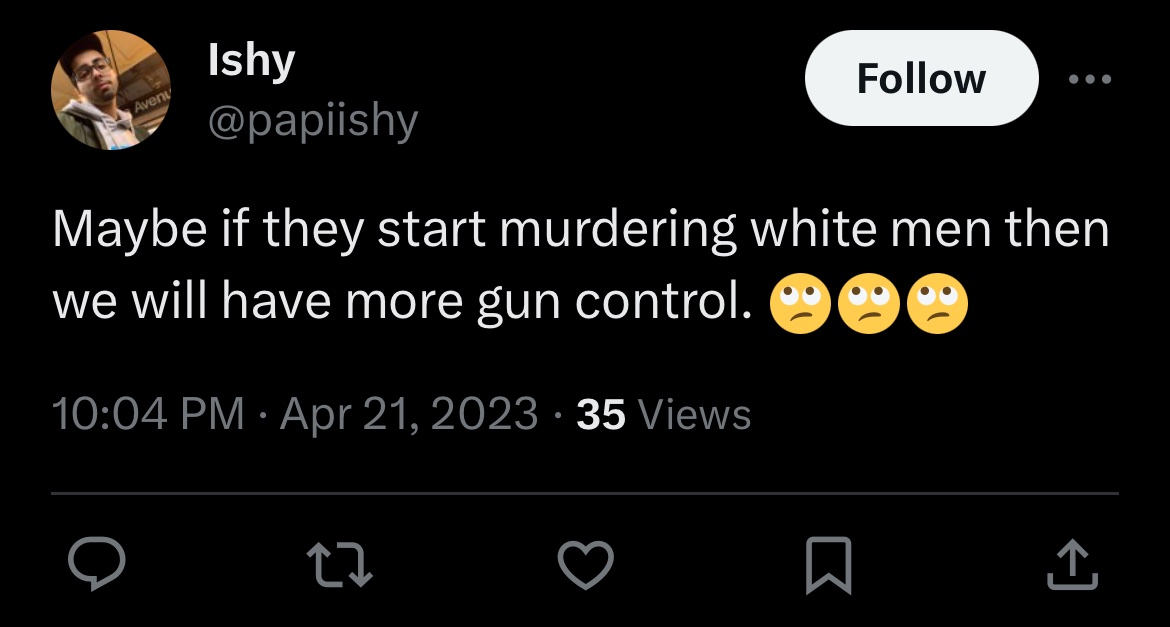 Ishy
@papiishy
Follow
Avenu
Maybe if they start murdering white men then
we will have more gun control. 🙄🙄🙄
10:04 PM · Apr 21, 2023 · 35 Views